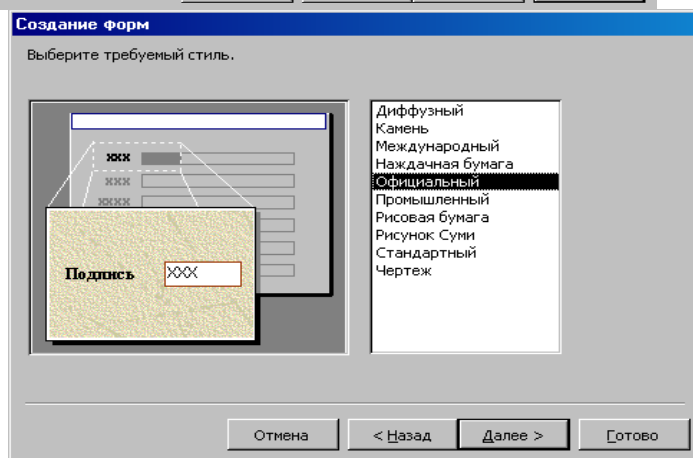 Создание форм
Выберите требуемый стиль.
XXX
XXX
XXXX
Подпись XXX
Диффузный
Камень
Международный
Наждачная бумага
Официальный
Промышленный
Рисовая бумага
Рисунок Суми
Стандартный
Чертеж
Отмена < Назад Далее > Готово